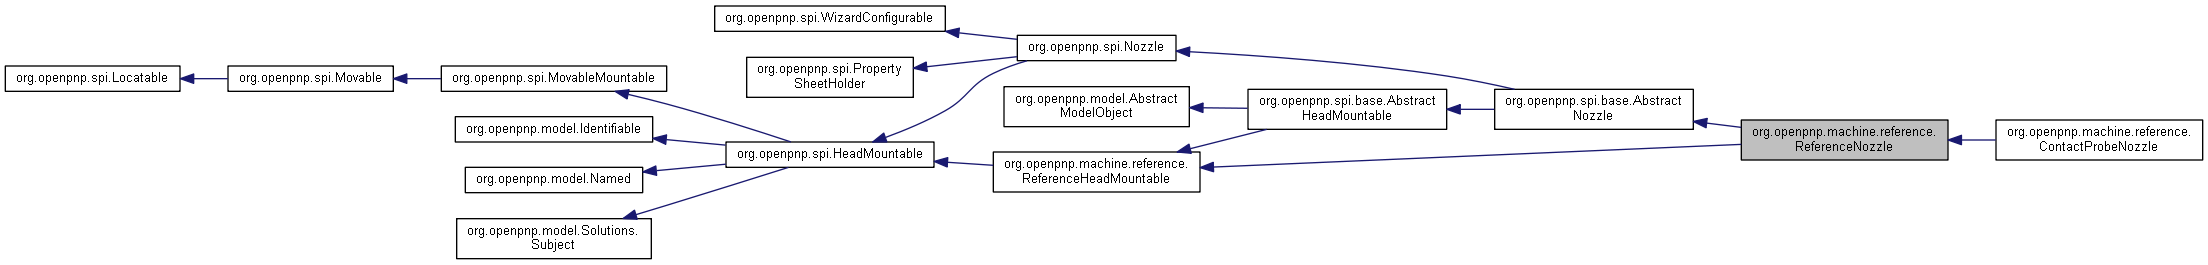 org.openpnp.spi.WizardConfigurable
org.openpnp.spi.Nozzle
org.openpnp.spi.Property
SheetHolder
org.openpnp.spi.Locatable
org.openpnp.spi.Movable
org.openpnp.spi.MovableMountable
org.openpnp.model.Abstract
ModelObject
org.openpnp.spi.base.Abstract
HeadMountable
org.openpnp.spi.base.Abstract
Nozzle
org.openpnp.model.Identifiable
org.openpnp.machine.reference.
ReferenceNozzle
org.openpnp.machine.reference.
ContactProbeNozzle
org.openpnp.spi.HeadMountable
org.openpnp.machine.reference.
ReferenceHeadMountable
org.openpnp.model.Named
org.openpnp.model.Solutions.
Subject